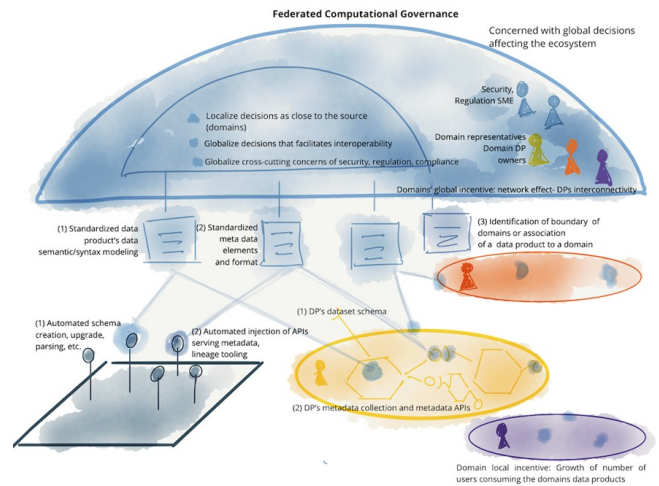 Federated Computational Governance
Concerned with global decisions
affecting the ecosystem
Security,
Regulation SME
Localize decisions as close to the source
(domains)
Globalize decisions that facilitates interoperability
Globalize cross-cutting concerns of security, regulation, compliance
Domain representatives
Domain DP
owners
Domains' global incentive: network effect- DPs interconnectivity
(1) Standardized data
product's data
semantic/syntax modeling
(2) Standardized
meta data
elements
and format
(3) Identification of boundary of
domains or association
of a data product to a domain
(1) Automated schema
creation, upgrade,
parsing, etc.
(2) Automated injection of APIs
serving metadata,
lineage tooling
(1) DP's dataset schema
(2) DP's metadata collection and metadata APIs
Domain local incentive: Growth of number of
users consuming the domains data products